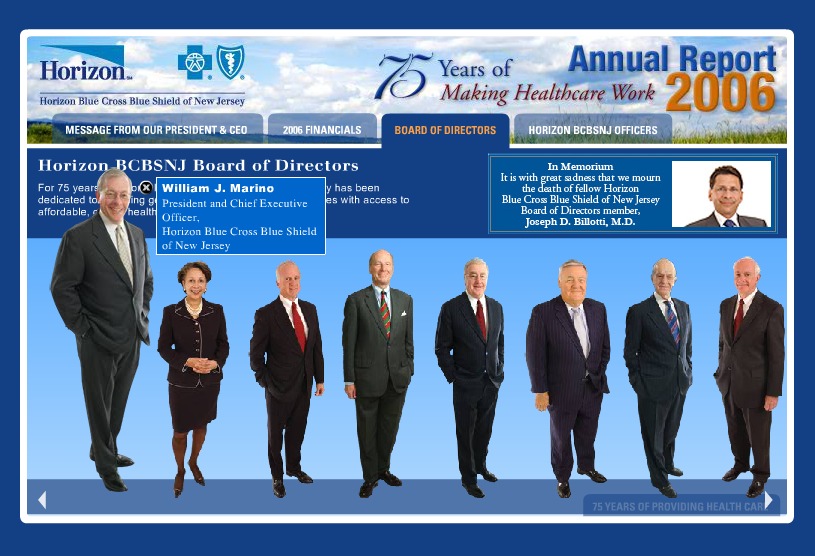 Horizon
Horizon Blue Cross Blue Shield of New Jersey
75 Years of
Making Healthcare Work
Annual Report
2006
MESSAGE FROM OUR PRESIDENT & CEO
2006 FINANCIALS
BOARD OF DIRECTORS
HORIZON BCBSNJ OFFICERS
Horizon BCBSNJ Board of Directors
For 75 years
y has been
dedicated to
es with access to
affordable,
health
William J. Marino
President and Chief Executive
Officer,
Horizon Blue Cross Blue Shield
of New Jersey
In Memorium
It is with great sadness that we mourn
the death of fellow Horizon
Blue Cross Blue Shield of New Jersey
Board of Directors member,
Joseph D. Billotti, M.D.
75 YEARS OF PROVIDING HEALTH CAR